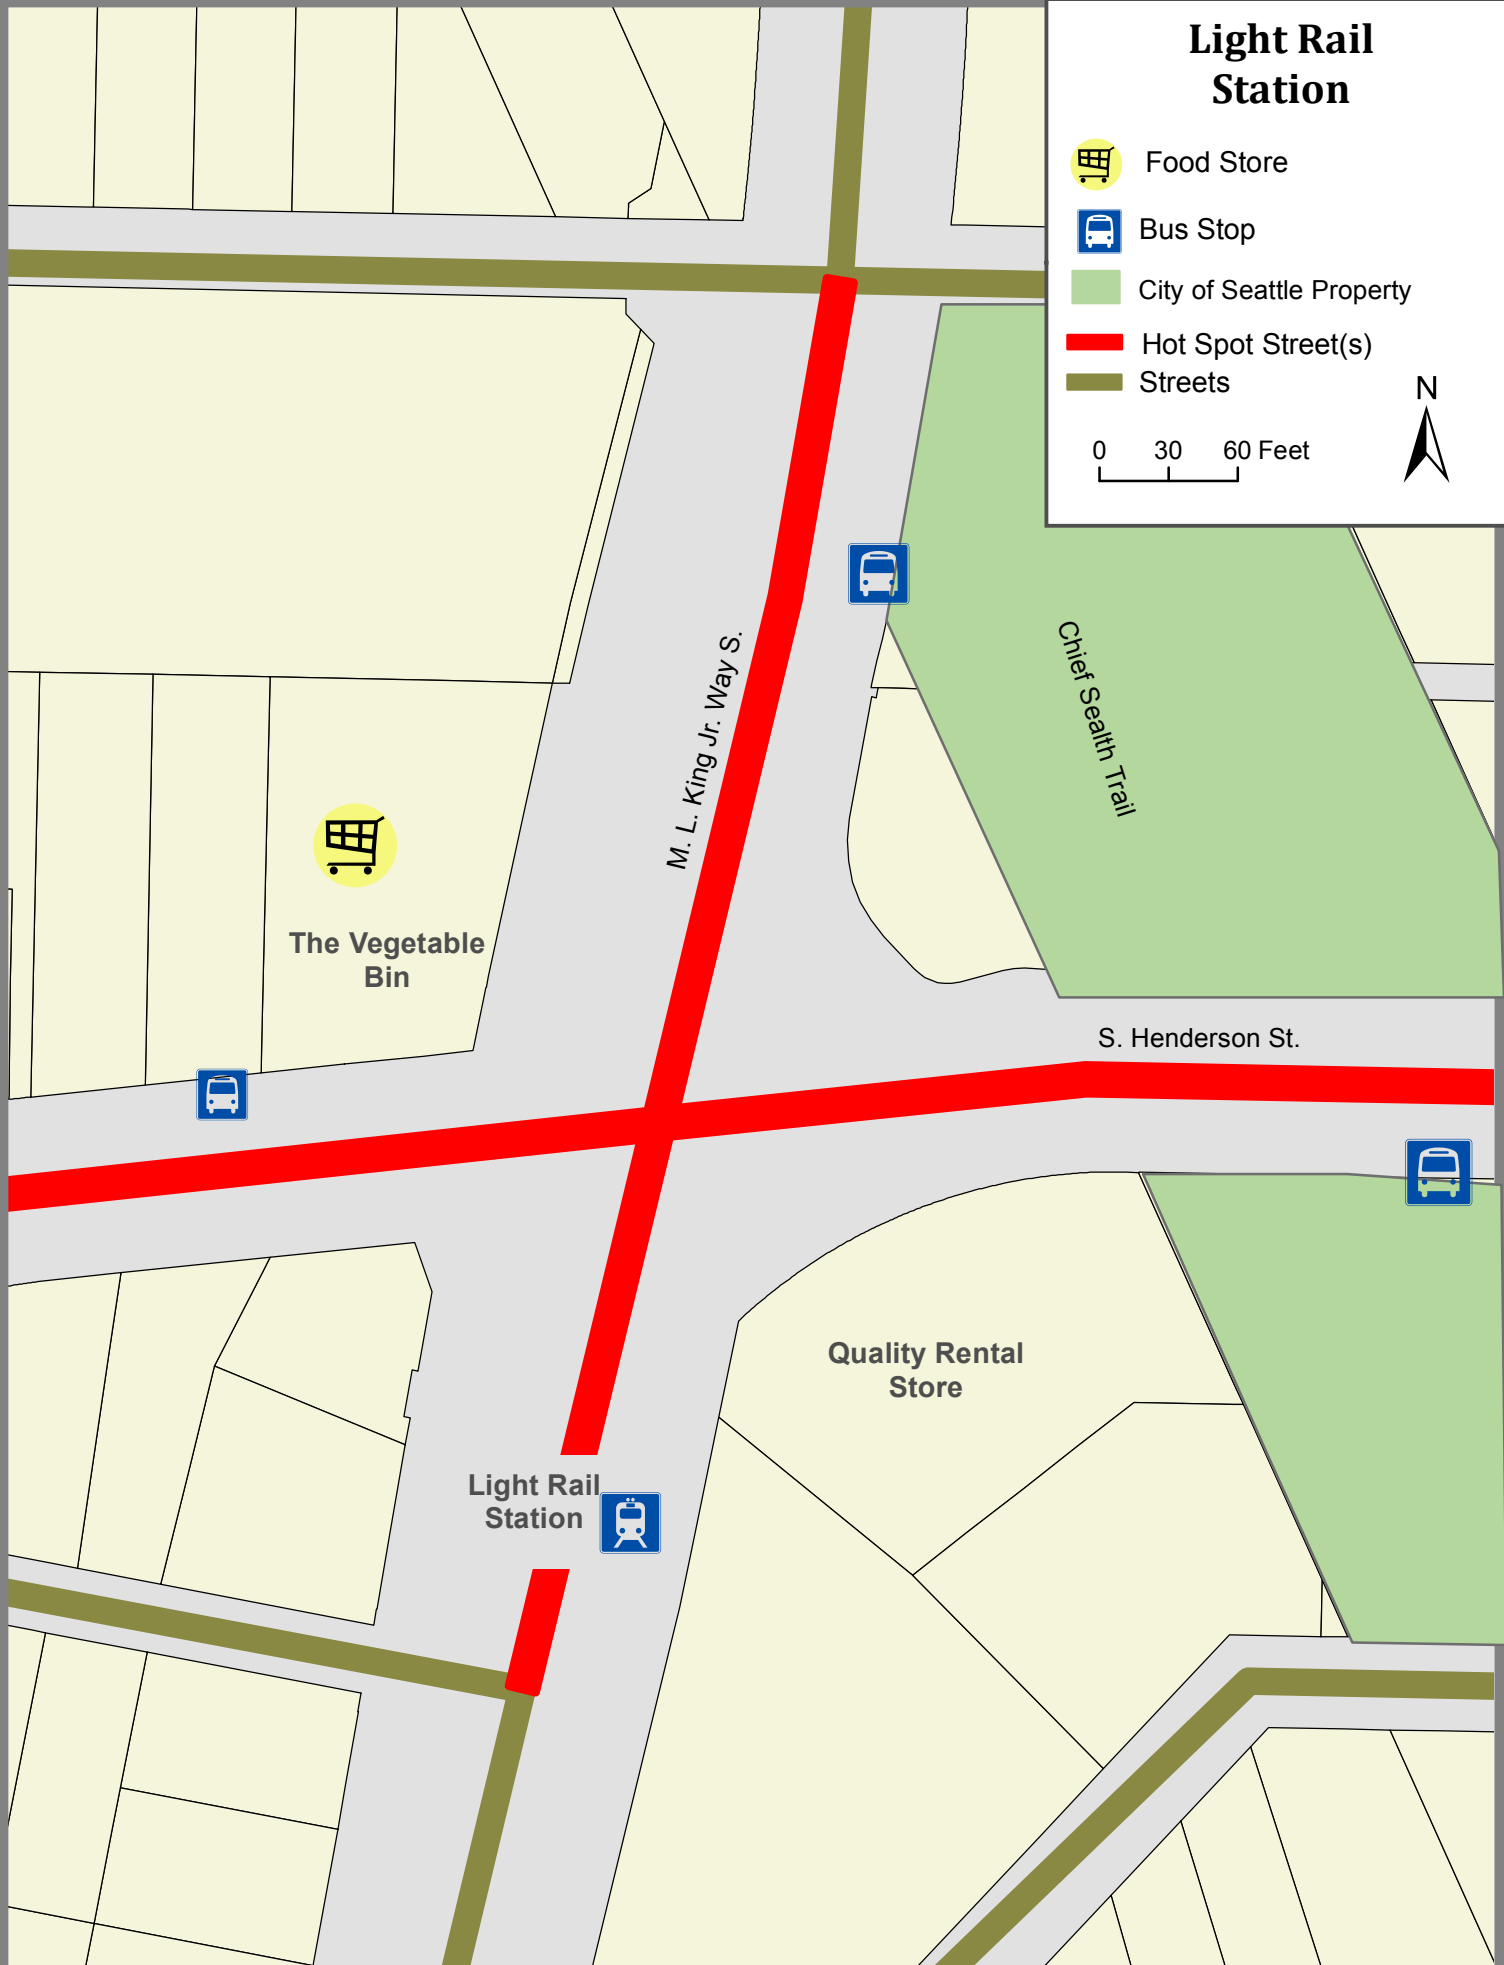 Light Rail
Station
Food Store
Bus Stop
City of Seattle Property
Hot Spot Street(s)
Streets
N
0 30 60 Feet
Chief Sealth Trail
M. L. King Jr. Way S.
The Vegetable
Bin
S. Henderson St.
Quality Rental
Store
Light Rail
Station